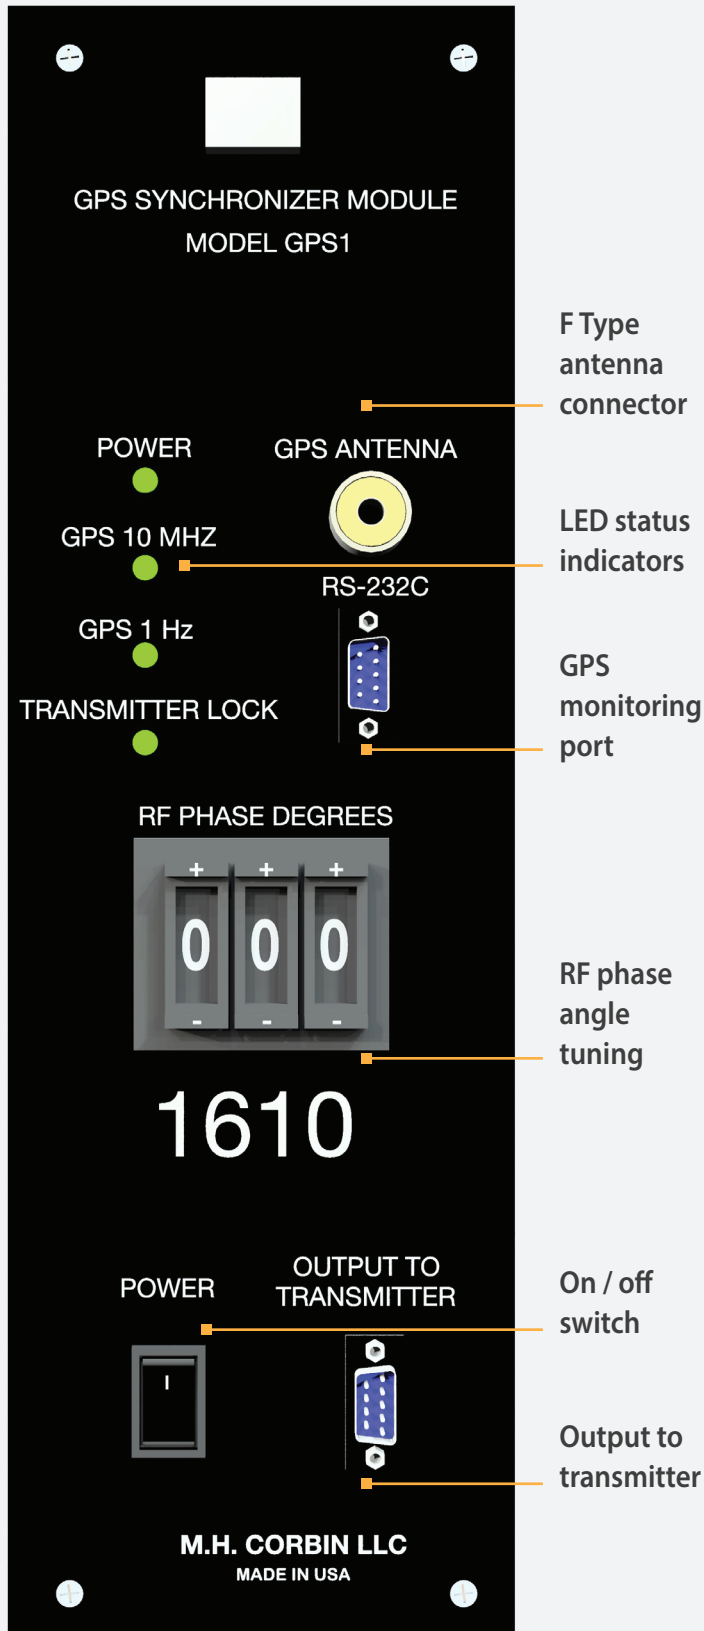 GPS SYNCHRONIZER MODULE
MODEL GPS1
F Type
antenna
connector
POWER
GPS ANTENNA
GPS 10 MHZ
LED status
indicators
RS-232C
GPS 1 Hz
GPS
monitoring
port
TRANSMITTER LOCK
RF PHASE DEGREES
+ + +
0 0 0
- - -
RF phase
angle
tuning
1610
POWER
OUTPUT TO
TRANSMITTER
On / off
switch
I
Output to
transmitter
M.H. CORBIN LLC
MADE IN USA